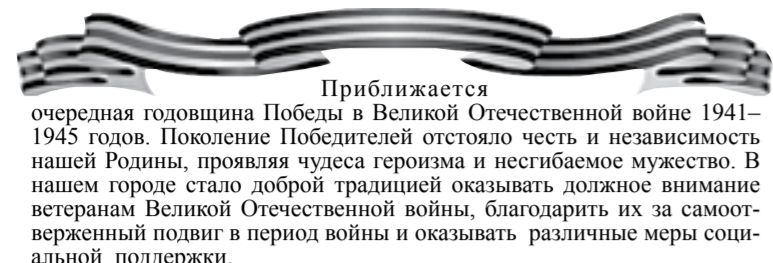 Приближается
очередная годовщина Победы в Великой Отечественной войне 1941–
1945 годов. Поколение Победителей отстояло честь и независимость
нашей Родины, проявляя чудеса героизма и несгибаемое мужество. В
нашем городе стало доброй традицией оказывать должное внимание
ветеранам Великой Отечественной войны, благодарить их за самоот-
верженный подвиг в период войны и оказывать различные меры соци-
альной поддержки.